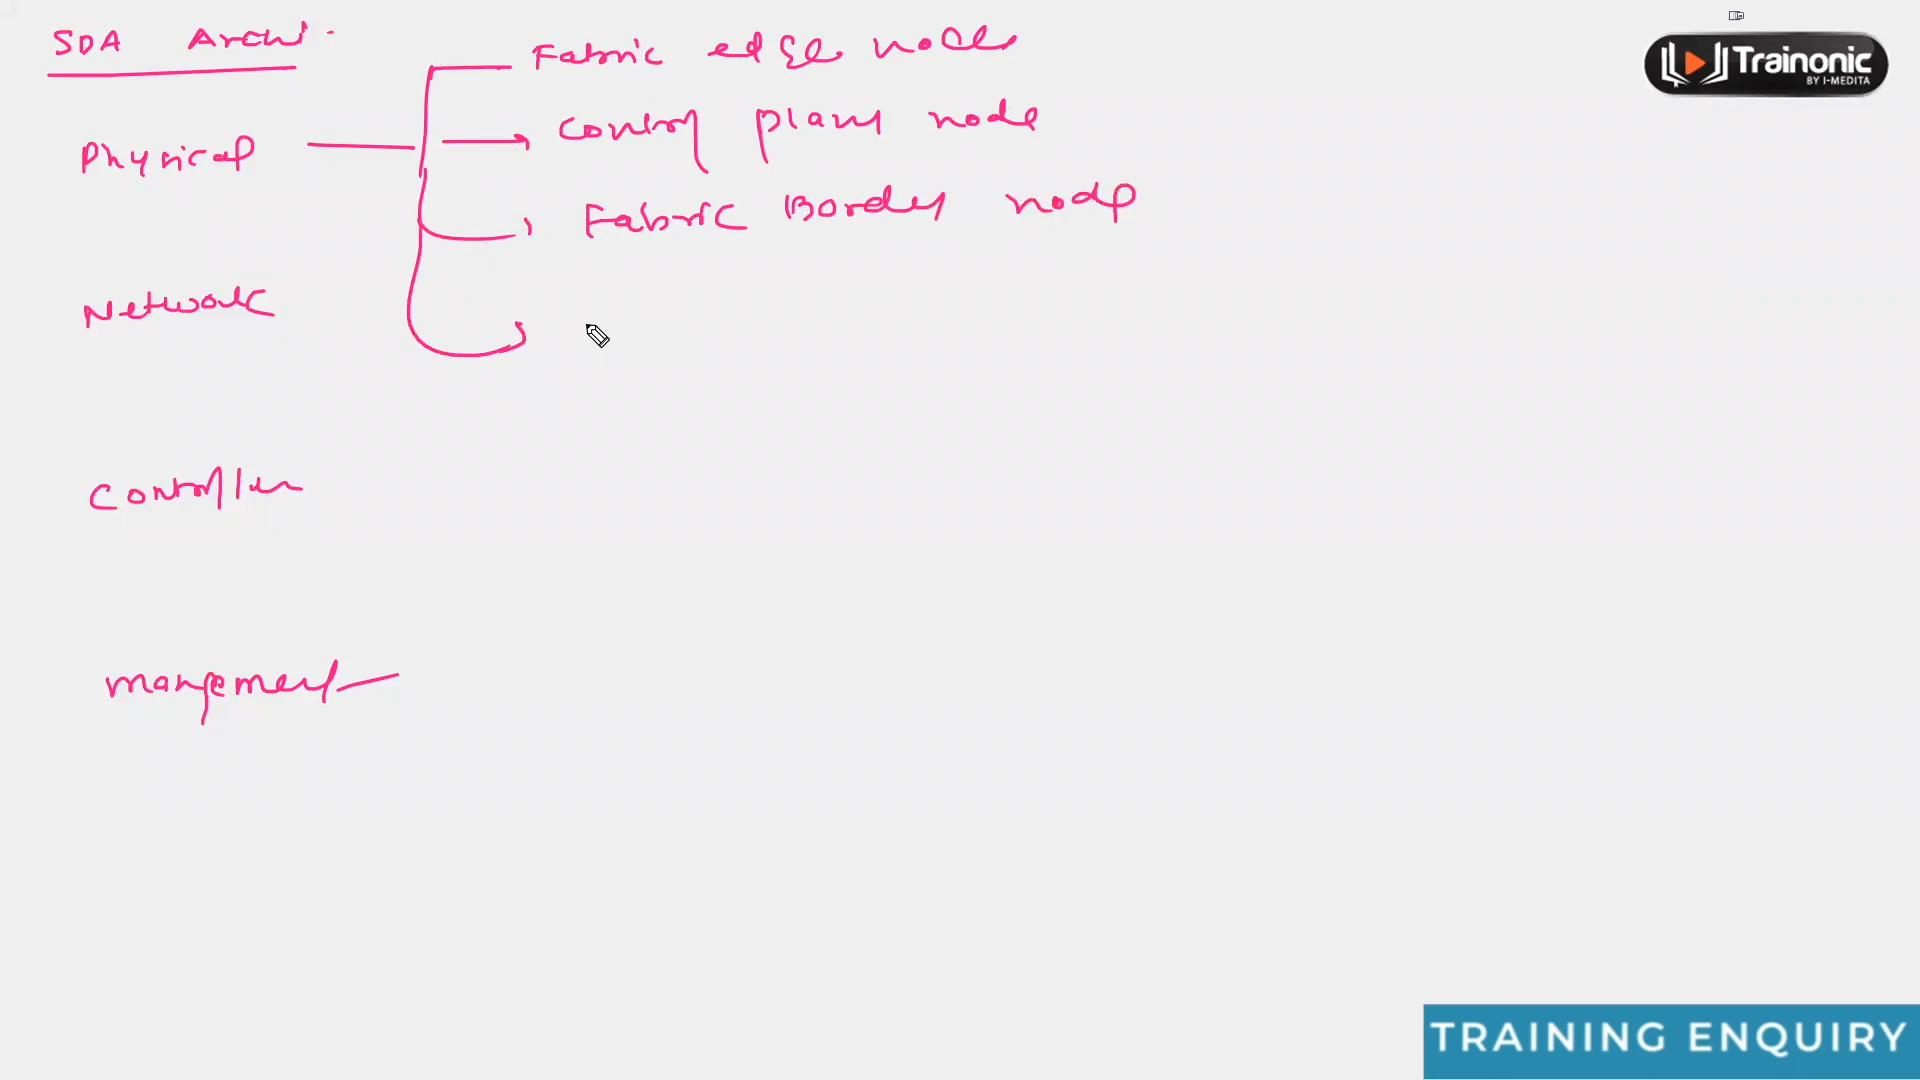 SDA Archi.
Fabric edge node
Physical
control plane node
Fabric Border node
Network
Controller
management
Trainonic
BY I-MEDITA
TRAINING ENQUIRY